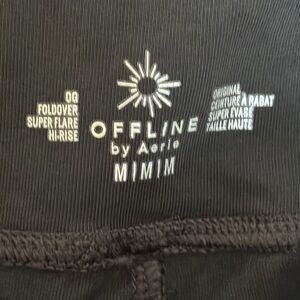 OG
FOLDOVER
SUPER FLARE
HI-RISE
OFFLINE
by Aerie
M|M|M
ORIGINAL
CEINTURE À RABAT
SUPER ÉVASÉ
TAILLE HAUTE